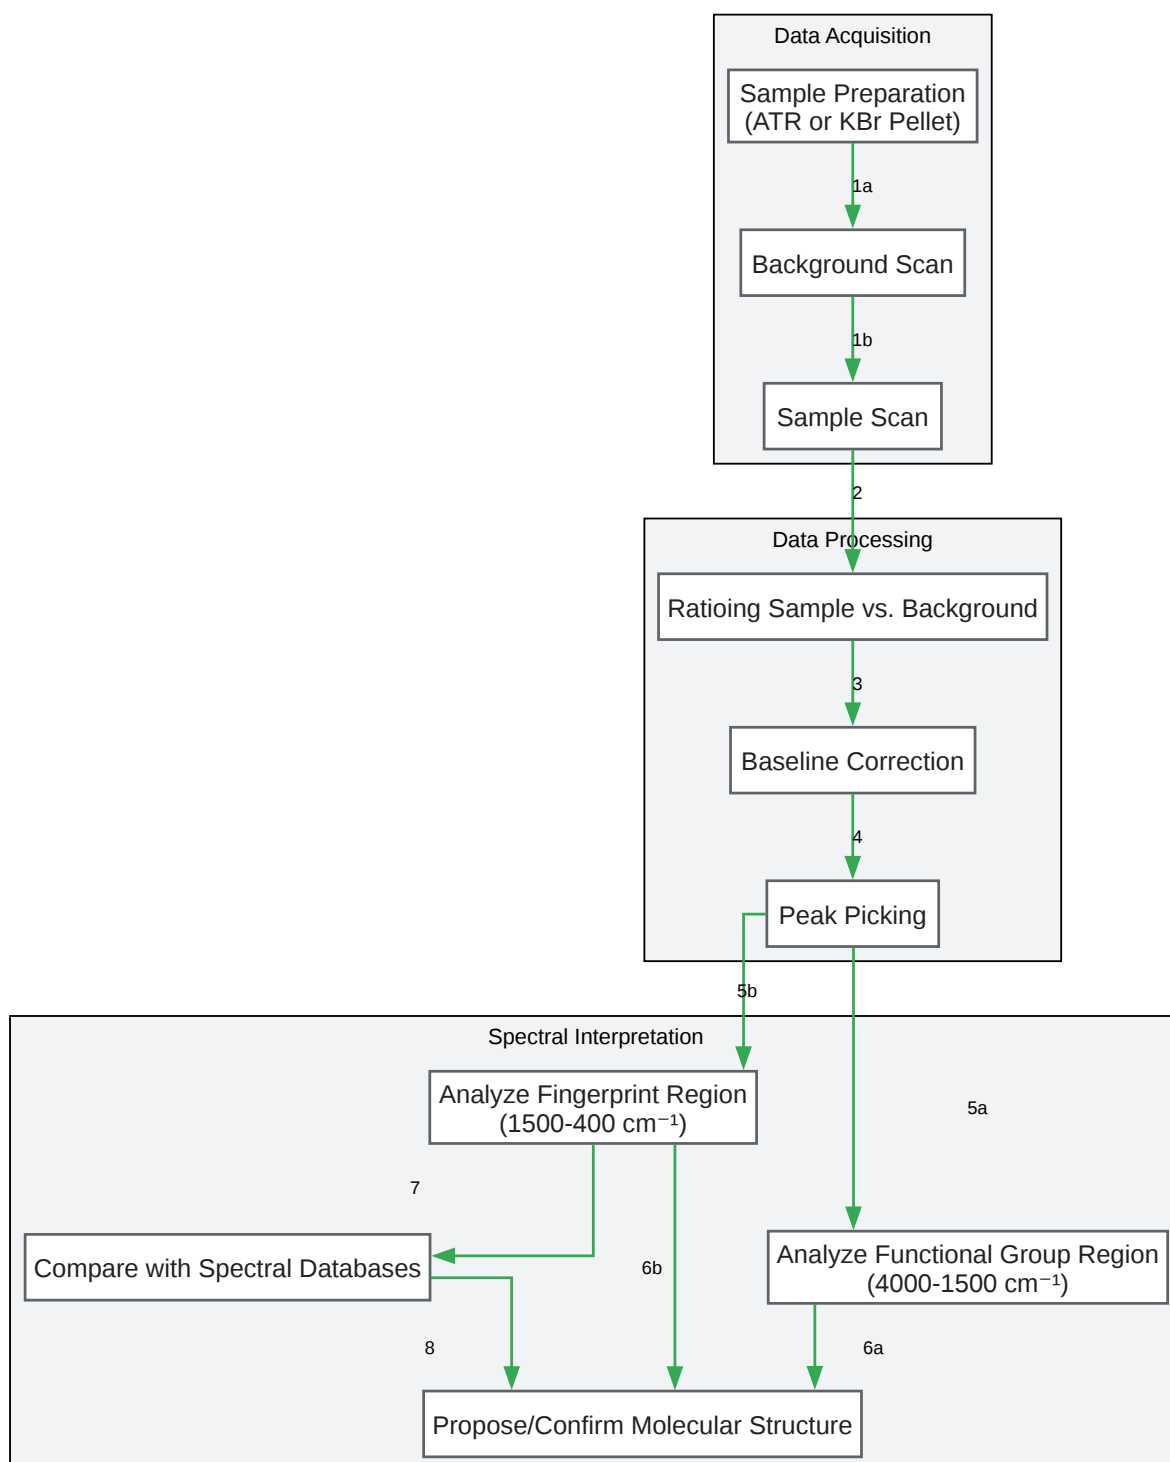 Data Acquisition
Sample Preparation
(ATR or KBr Pellet)
1a
Background Scan
1b
Sample Scan
2
Data Processing
Ratioing Sample vs. Background
3
Baseline Correction
4
Peak Picking
5b
Spectral Interpretation
Analyze Fingerprint Region
(1500-400 cm⁻¹)
5a
7
Compare with Spectral Databases
6b
Analyze Functional Group Region
(4000-1500 cm⁻¹)
8
6a
Propose/Confirm Molecular Structure